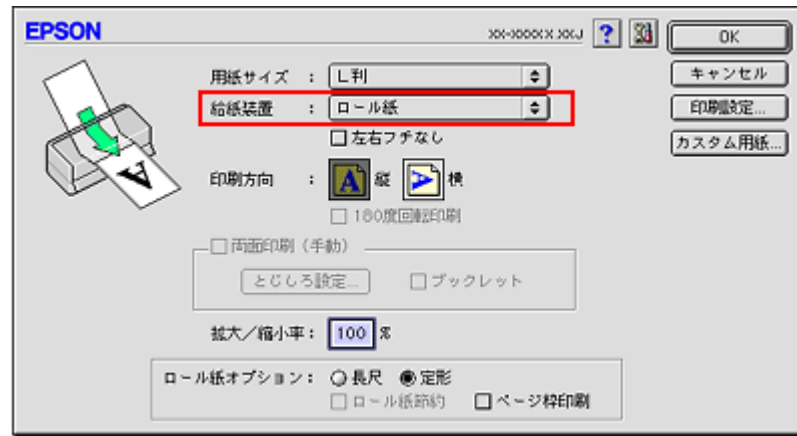 EPSON XX-XXXXX X.XXJ ? OK
用紙サイズ : L判 キャンセル
給紙装置 : ロール紙 印刷設定...
左右フチなし カスタム用紙...
印刷方向 : A 縦 A 横
180度回転印刷
両面印刷(手動)
とじしろ設定... ブックレット
拡大/縮小率: 100 %
ロール紙オプション: 長尺 定形
ロール紙節約 ページ枠印刷
A